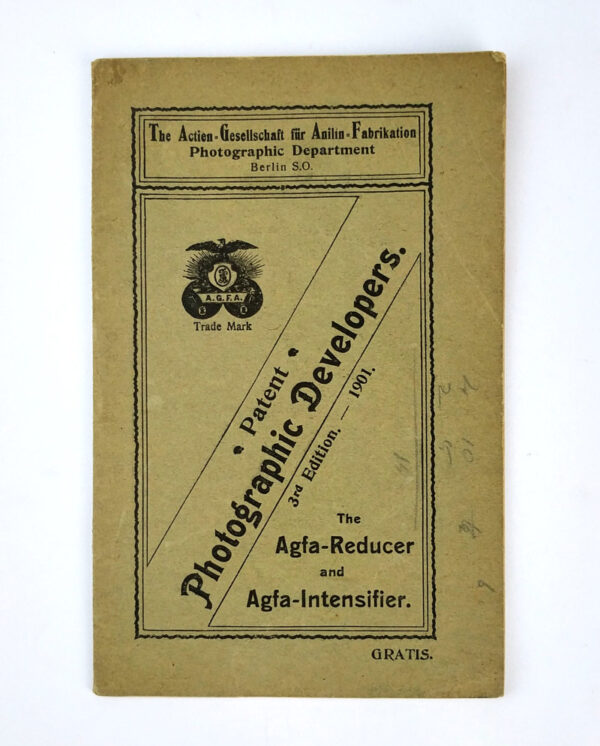 The Actien-Gesellschaft für Anilin-Fabrikation
Photographic Department
Berlin S.O.
A.G.F.A.
Trade Mark
Patent
Photographic Developers.
3rd Edition. — 1901.
The
Agfa-Reducer
and
Agfa-Intensifier.
GRATIS.